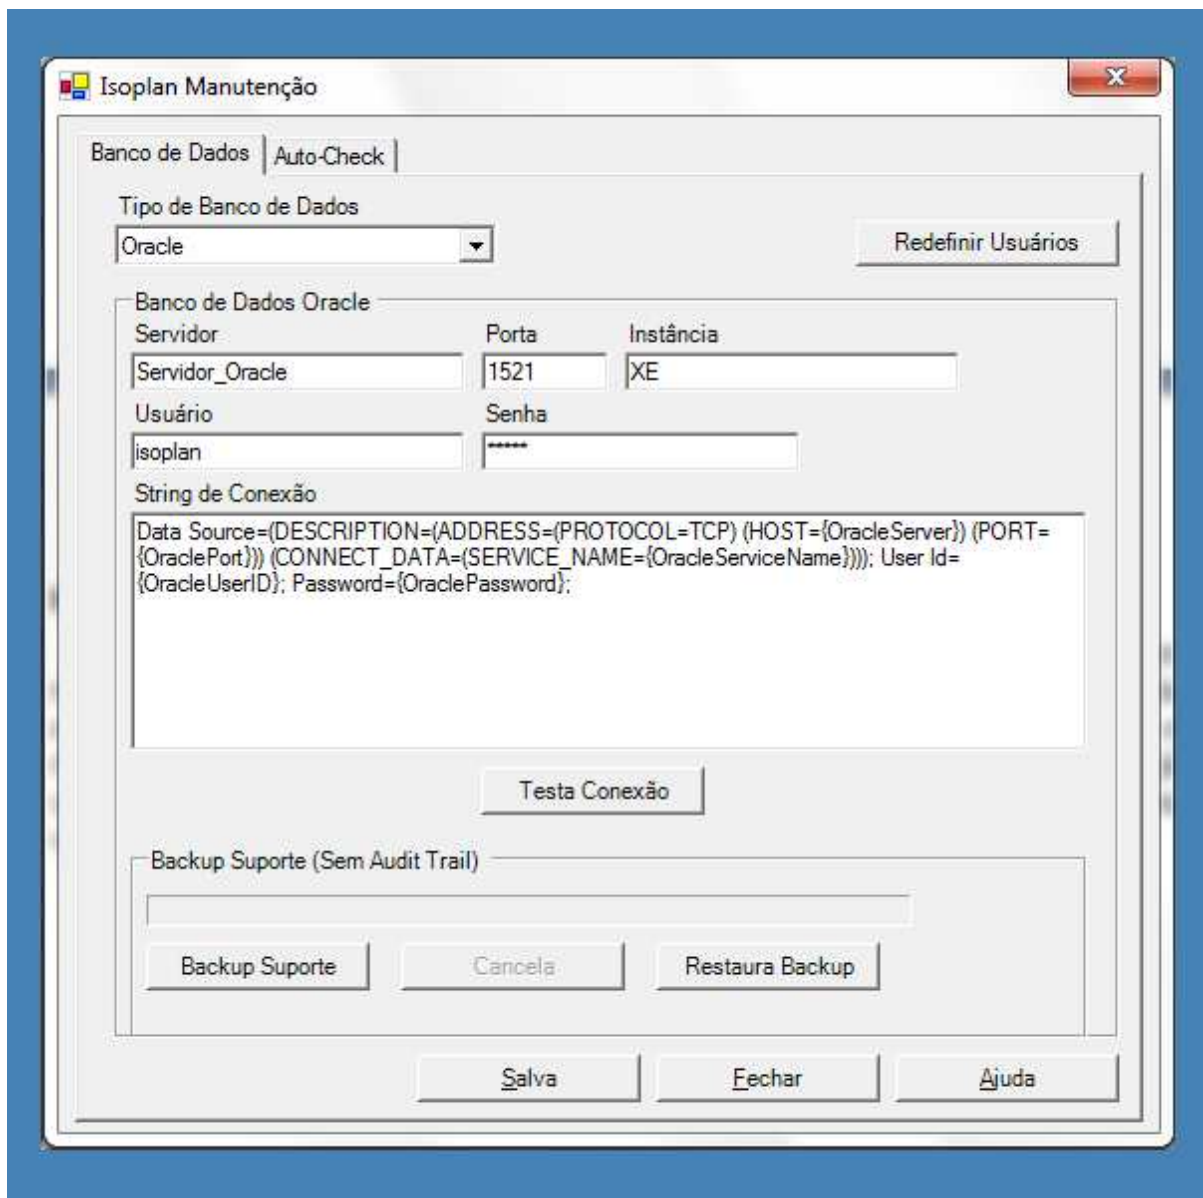 Isoplan Manutenção
Banco de Dados Auto-Check
Tipo de Banco de Dados
Oracle Redefinir Usuários
Banco de Dados Oracle
Servidor Porta Instância
Servidor_Oracle 1521 XE
Usuário Senha
isoplan *****
String de Conexão
Data Source=(DESCRIPTION=(ADDRESS=(PROTOCOL=TCP) (HOST={OracleServer}) (PORT=
{OraclePort})) (CONNECT_DATA=(SERVICE_NAME={OracleServiceName}))); User Id=
{OracleUserID}; Password={OraclePassword};
Testa Conexão
Backup Suporte (Sem Audit Trail)
Backup Suporte Cancela Restaura Backup
Salva Fechar Ajuda